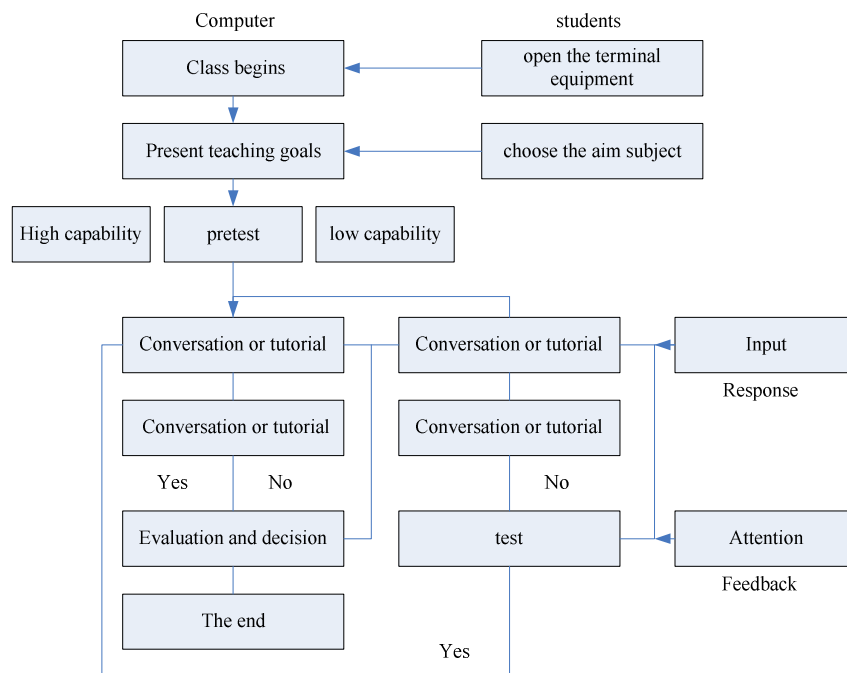 Computer
students
Class begins
open the terminal
equipment
Present teaching goals
choose the aim subject
High capability
pretest
low capability
Conversation or tutorial
Conversation or tutorial
Input
Response
Conversation or tutorial
Conversation or tutorial
Yes
No
No
Evaluation and decision
test
Attention
Feedback
The end
Yes